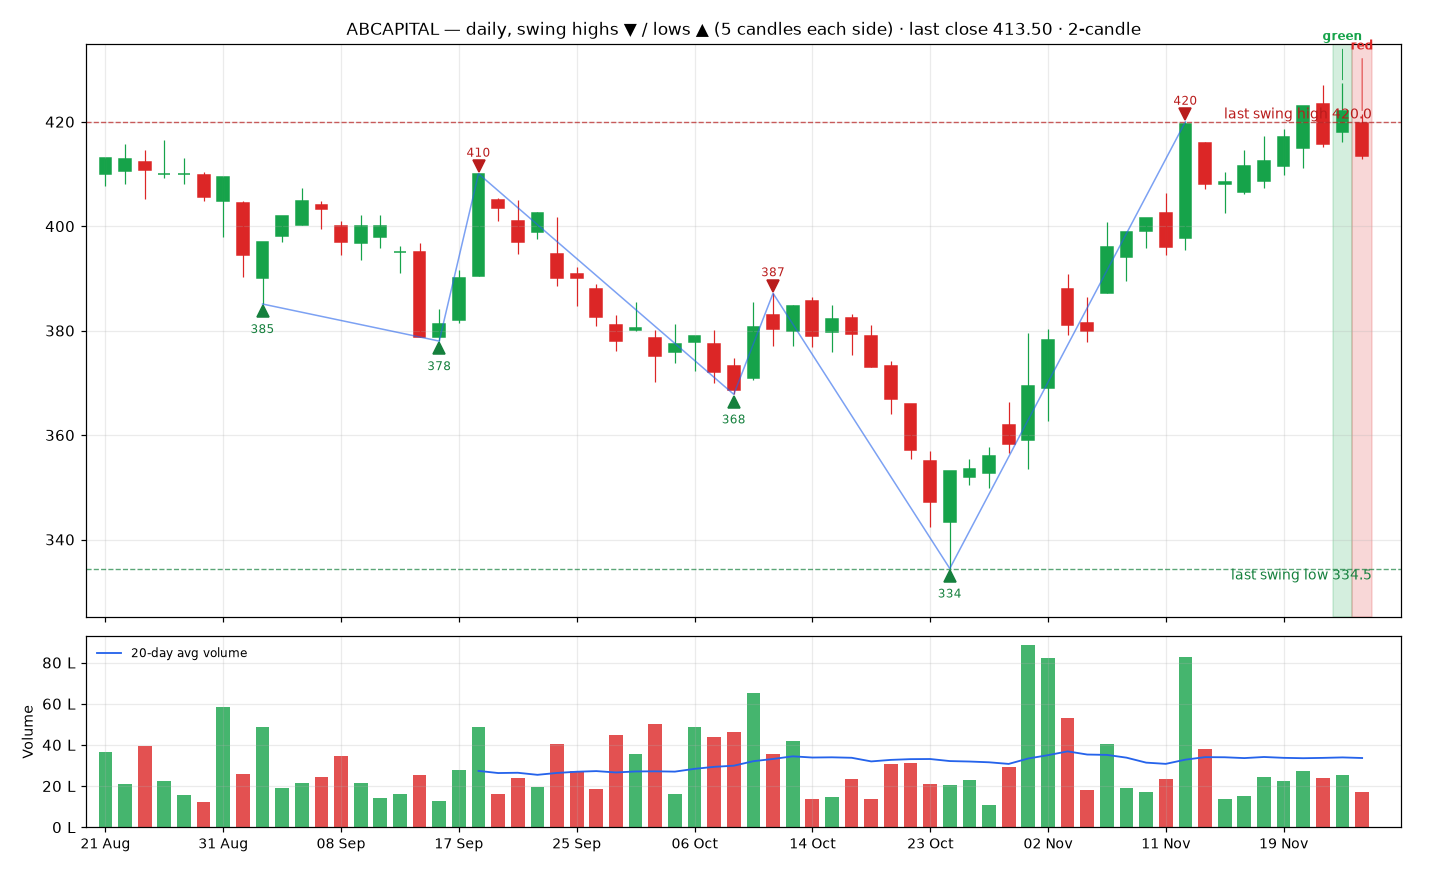 ABCAPITAL — daily, swing highs ▼ / lows ▲ (5 candles each side) · last close 413.50 · 2-candle
green
red
420
last swing high 420.0
420
410
400
387
385
380
378
368
360
340
last swing low 334.5
334
20-day avg volume
Volume
80 L
60 L
40 L
20 L
0 L
21 Aug
31 Aug
08 Sep
17 Sep
25 Sep
06 Oct
14 Oct
23 Oct
02 Nov
11 Nov
19 Nov